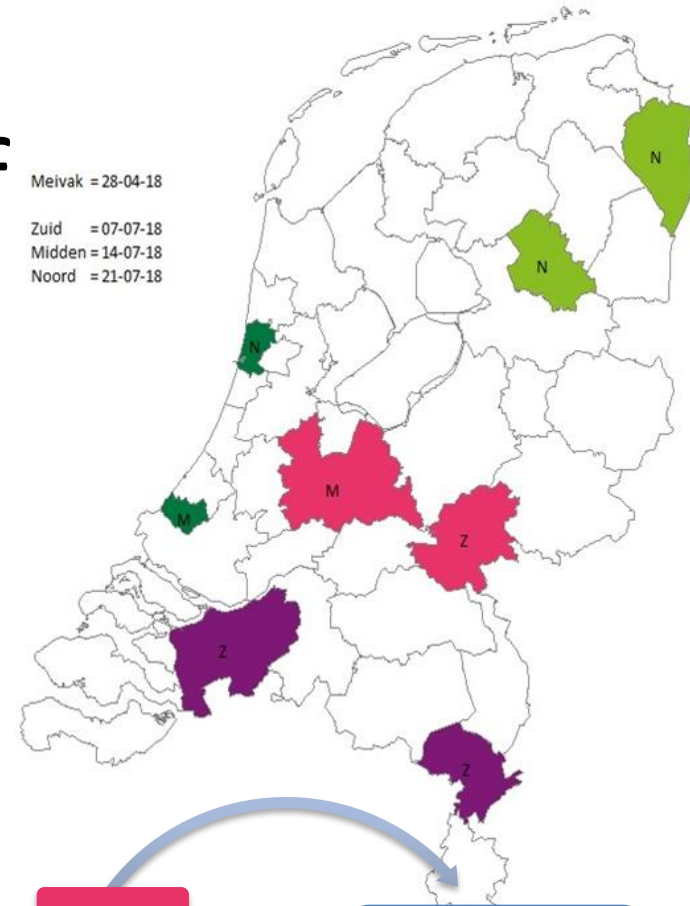 Meivak = 28-04-18
Zuid = 07-07-18
Midden = 14-07-18
Noord = 21-07-18
N
N
N
M
M
Z
Z
Z